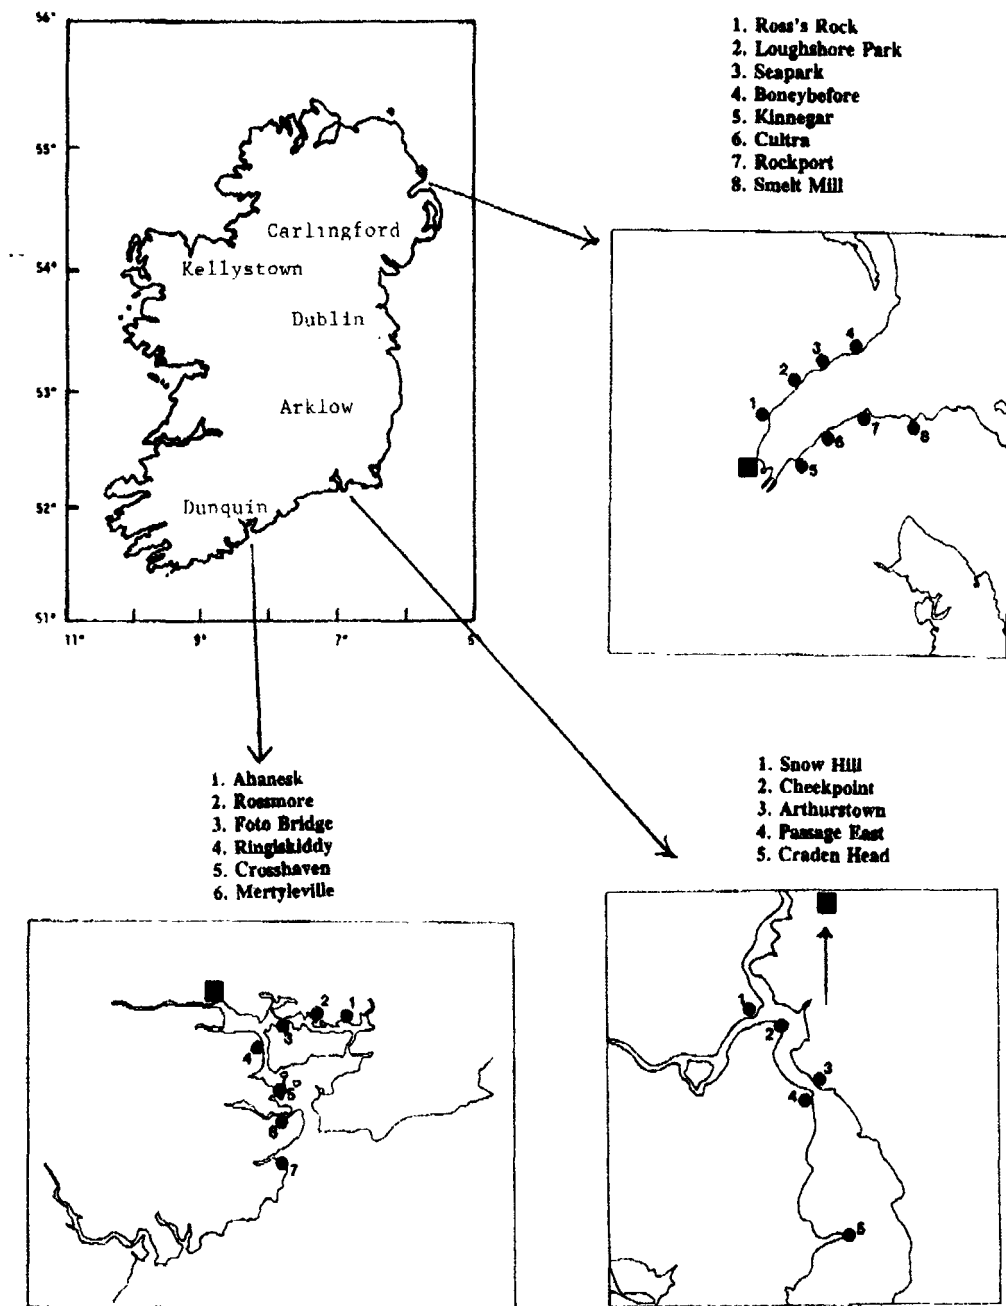 56°
55°
54°
53°
52°
51°
11°
9°
7°
5°
Carlingford
Kellystown
Dublin
Arklow
Dunquin
1. Ross's Rock
2. Loughshore Park
3. Seapark
4. Boneybefore
5. Kinnegar
6. Cultra
7. Rockport
8. Smelt Mill
4
3
2
1
7
6
8
5
1. Ahanesk
2. Rossmore
3. Foto Bridge
4. Ringiskiddy
5. Crosshaven
6. Mertyleville
2
1
3
4
5
6
7
1. Snow Hill
2. Cheekpoint
3. Arthurstown
4. Passage East
5. Craden Head
1
2
3
4
5